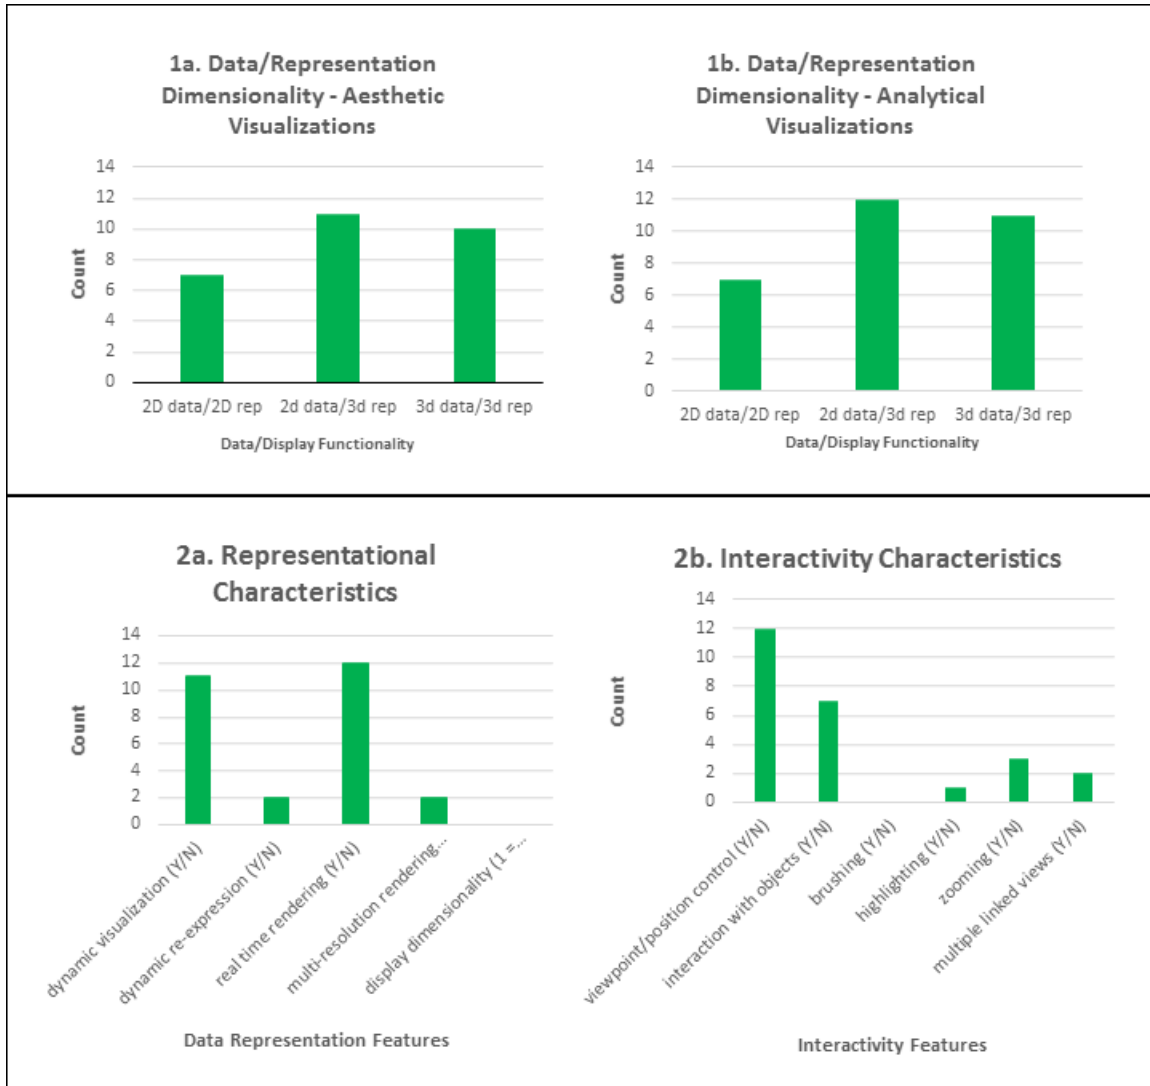 1a. Data/Representation
Dimensionality - Aesthetic
Visualizations
14
12
10
8
6
4
2
0
Count
2D data/2D rep
2d data/3d rep
3d data/3d rep
Data/Display Functionality
1b. Data/Representation
Dimensionality - Analytical
Visualizations
14
12
10
8
6
4
2
0
Count
2D data/2D rep
2d data/3d rep
3d data/3d rep
Data/Display Functionality
2a. Representational
Characteristics
14
12
10
8
6
4
2
0
Count
dynamic visualization (Y/N)
dynamic re-expression (Y/N)
real time rendering (Y/N)
multi-resolution rendering...
display dimensionality (1 =...
Data Representation Features
2b. Interactivity Characteristics
14
12
10
8
6
4
2
0
Count
viewpoint/position control (Y/N)
interaction with objects (Y/N)
brushing (Y/N)
highlighting (Y/N)
zooming (Y/N)
multiple linked views (Y/N)
Interactivity Features